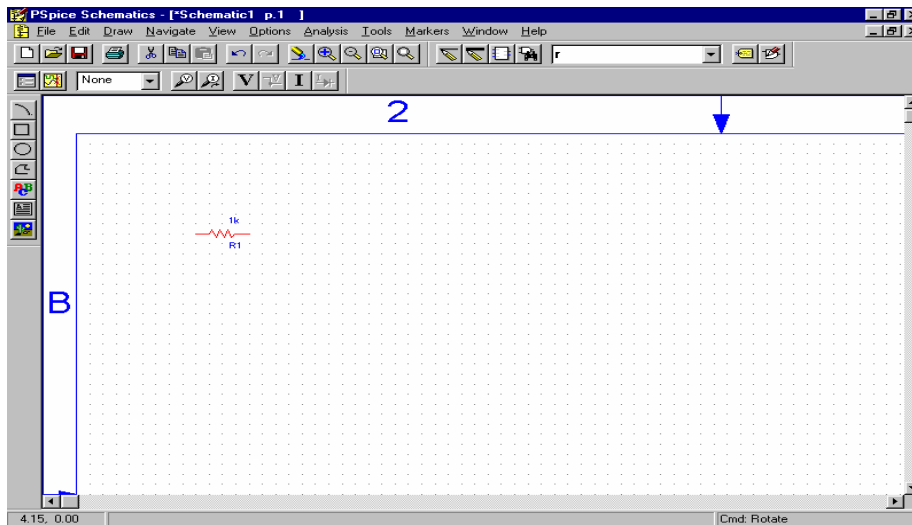 PSpice Schematics - [*Schematic1 p.1 ]
File Edit Draw Navigate View Options Analysis Tools Markers Window Help
r
None V I
2
1k
R1
B
4.15, 0.00 Cmd: Rotate